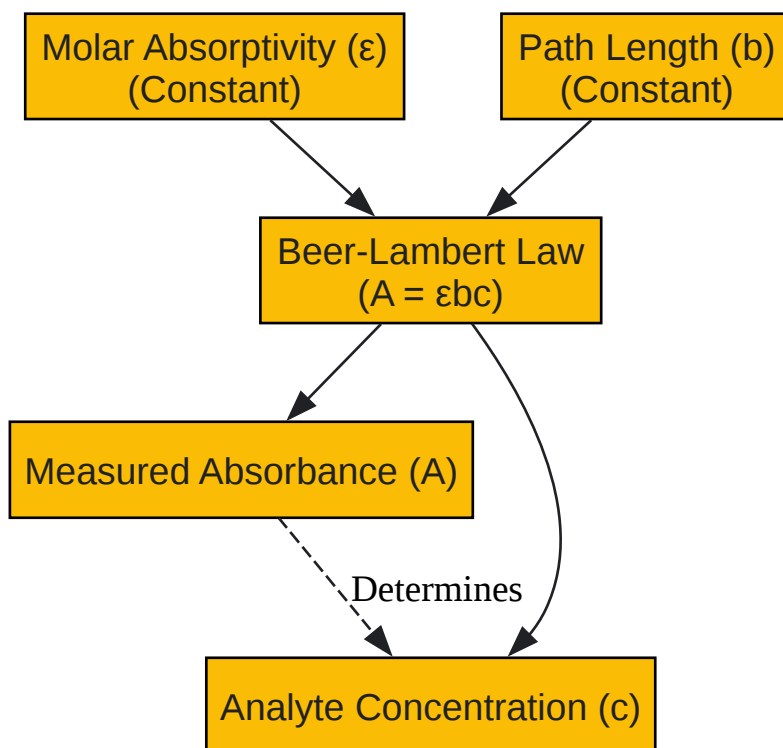 Molar Absorptivity (ε)
(Constant)
Path Length (b)
(Constant)
Beer-Lambert Law
(A = εbc)
Measured Absorbance (A)
Determines
Analyte Concentration (c)